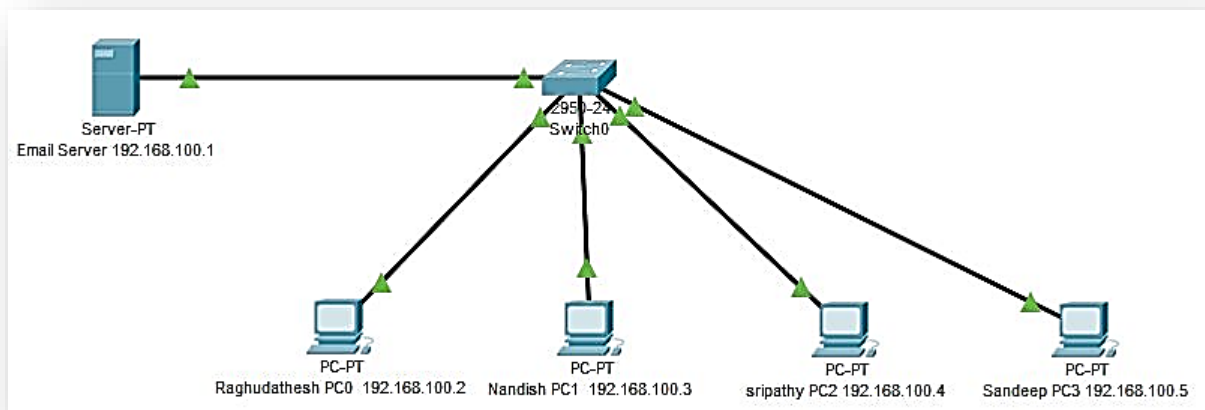 2950-24
Switch0
Server-PT
Email Server 192.168.100.1
PC-PT
Raghudathesh PC0 192.168.100.2
PC-PT
Nandish PC1 192.168.100.3
PC-PT
sripathy PC2 192.168.100.4
PC-PT
Sandeep PC3 192.168.100.5